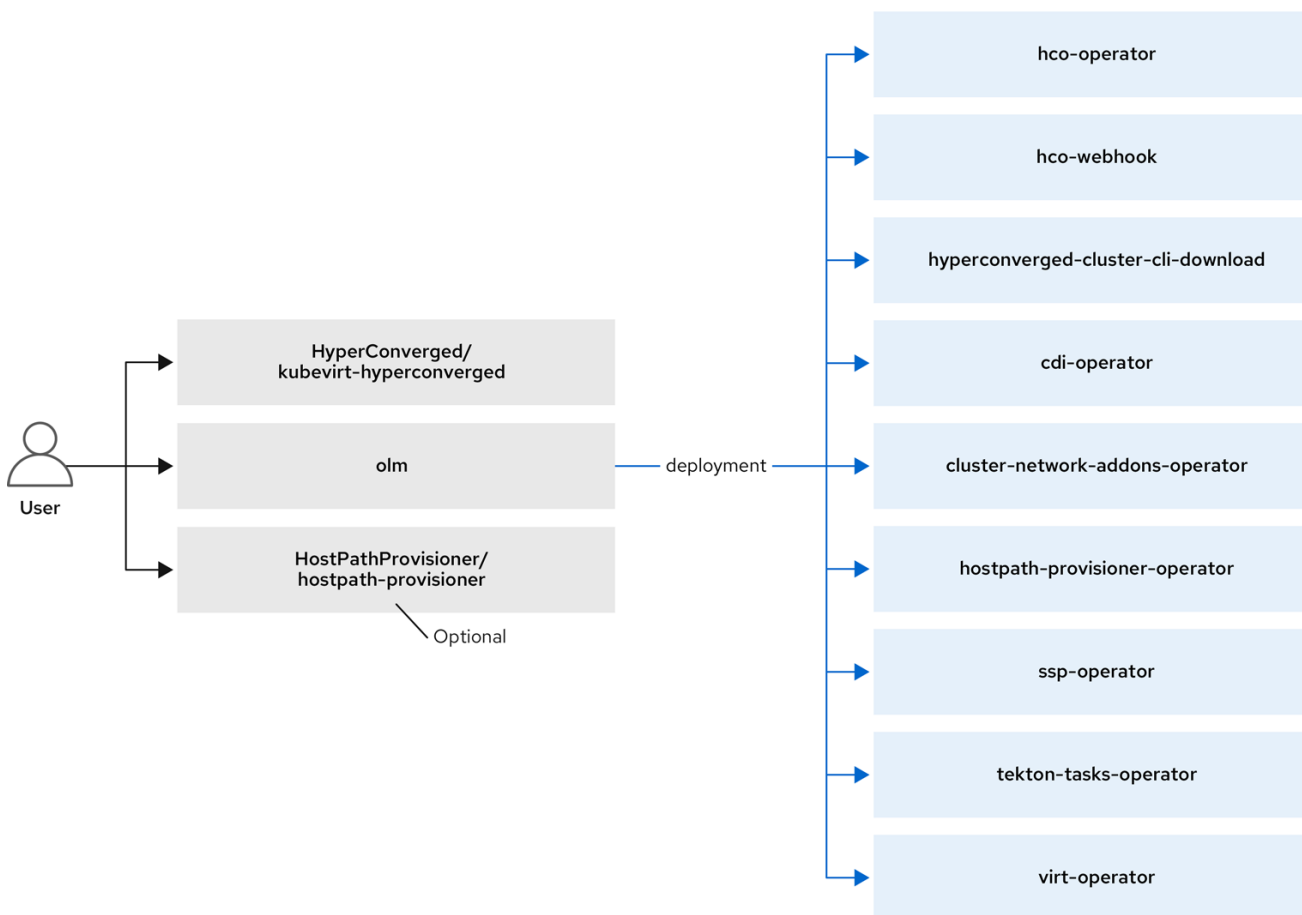 User
HyperConverged/
kubevirt-hyperconverged
olm
HostPathProvisioner/
hostpath-provisioner
Optional
deployment
hco-operator
hco-webhook
hyperconverged-cluster-cli-download
cdi-operator
cluster-network-addons-operator
hostpath-provisioner-operator
ssp-operator
tekton-tasks-operator
virt-operator